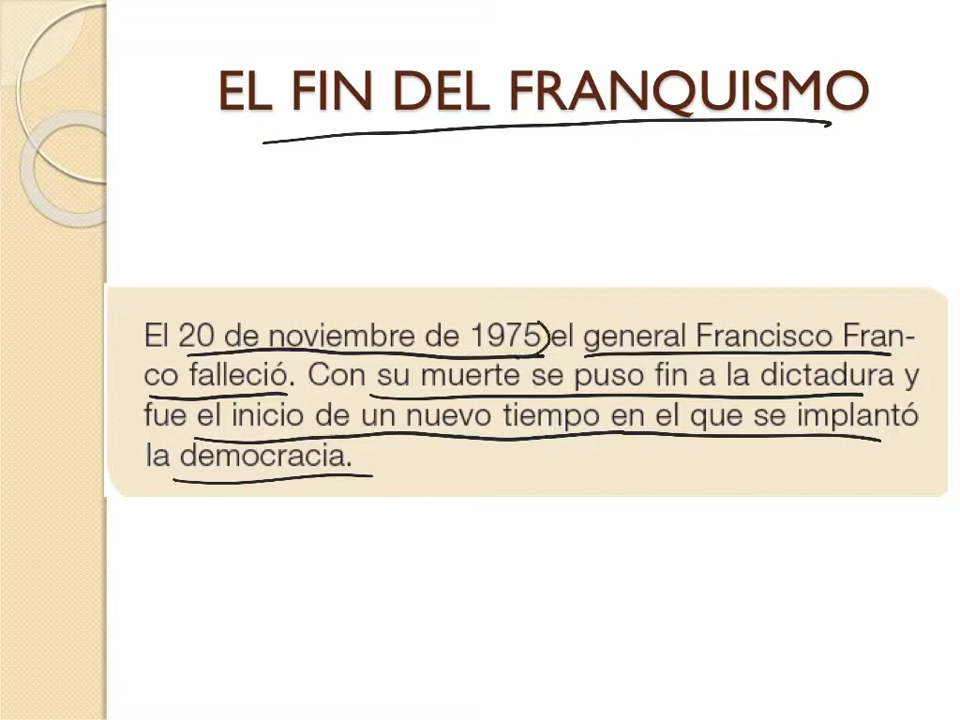 EL FIN DEL FRANQUISMO
El 20 de noviembre de 1975 el general Francisco Fran-
co falleció. Con su muerte se puso fin a la dictadura y
fue el inicio de un nuevo tiempo en el que se implantó
la democracia.